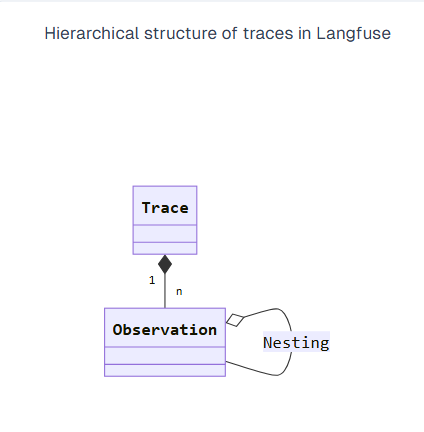 Hierarchical structure of traces in Langfuse
Trace
1
n
Observation
Nesting